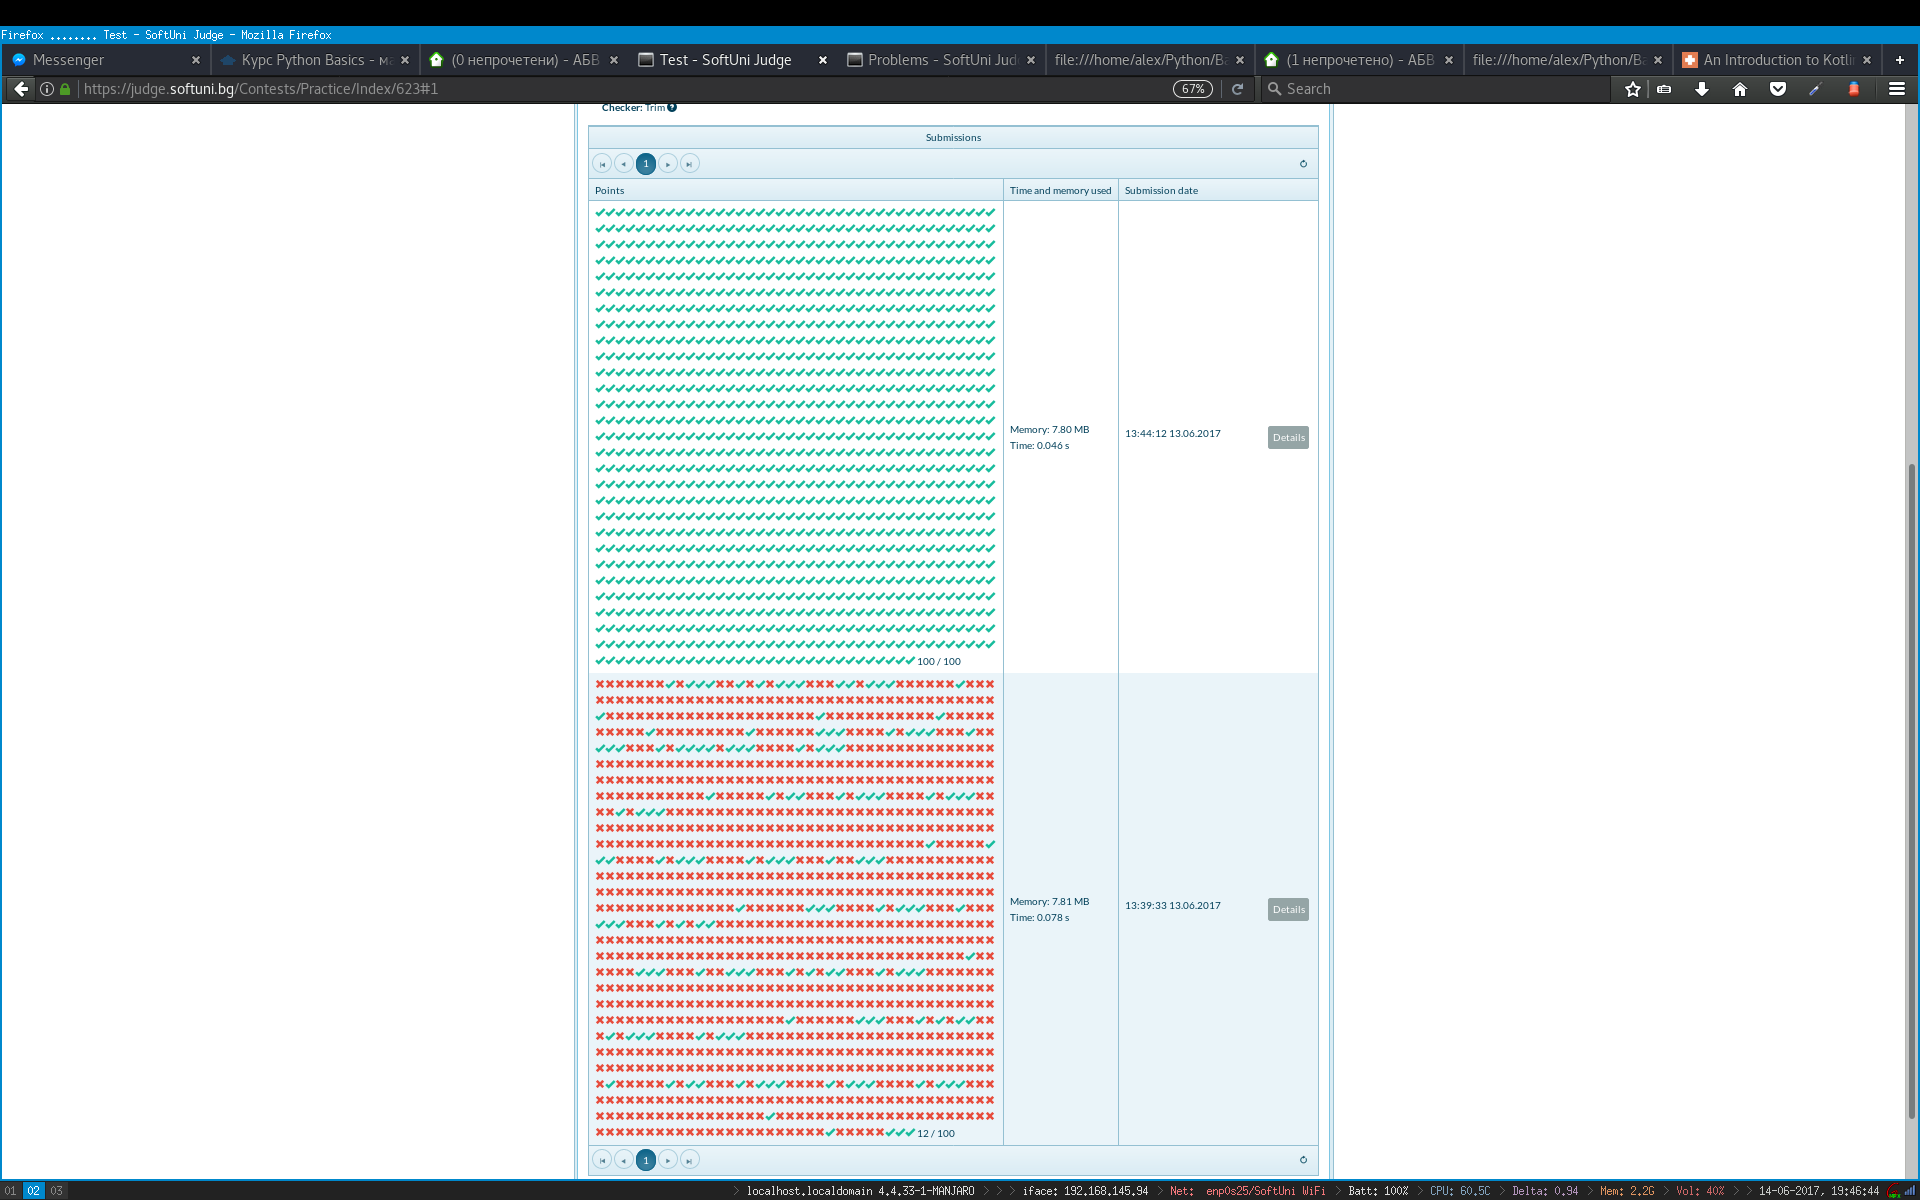 Firefox ........ Test - SoftUni Judge - Mozilla Firefox
Messenger
Курс Python Basics - ма
(0 непрочетени) - АБВ
Test - SoftUni Judge
Problems - SoftUni Jud
file:///home/alex/Python/Ba
(1 непрочетено) - АБВ
file:///home/alex/Python/Ba
An Introduction to Kotlin
https://judge.softuni.bg/Contests/Practice/Index/623#1
67%
Search
Checker: Trim
Submissions
1
Points
Time and memory used
Submission date
Memory: 7.80 MB
Time: 0.046 s
13:44:12 13.06.2017
Details
100 / 100
Memory: 7.81 MB
Time: 0.078 s
13:39:33 13.06.2017
Details
12 / 100
1
01 02 03
localhost.localdomain 4.4.33-1-MANJARO
iface: 192.168.145.94
Net: enp0s25/SoftUni WiFi
Batt: 100%
CPU: 60.5C
Delta: 0.94
Mem: 2.2G
Vol: 40%
14-06-2017, 19:46:44